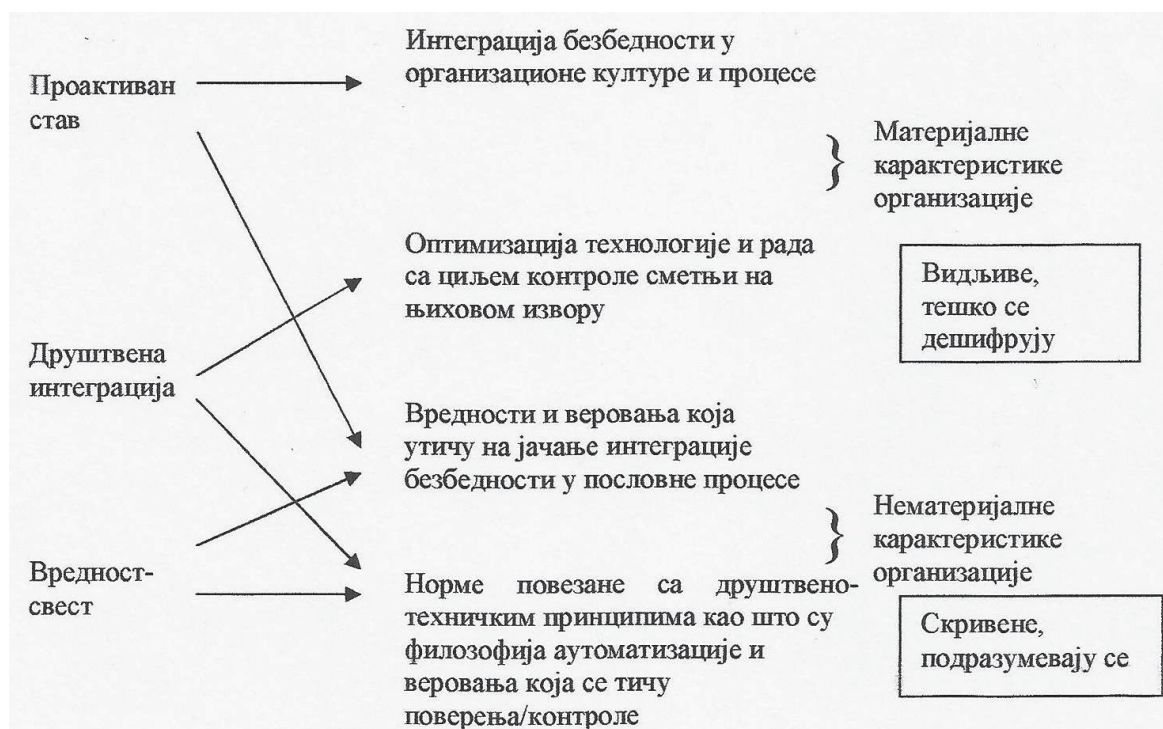 Проактиван
став
Друштвена
интеграција
Вредност-
свест
Интеграција безбедности у
организационе културе и процесе
Оптимизација технологије и рада
са циљем контроле сметњи на
њиховом извору
Вредности и веровања која
утичу на јачање интеграције
безбедности у пословне процесе
Норме повезане са друштвено-
техничким принципима као што су
филозофија аутоматизације и
веровања која се тичу
поверења/контроле
Материјалне
карактеристике
организације
Видљиве,
тешко се
дешифрују
Нематеријалне
карактеристике
организације
Скривене,
подразумевају се